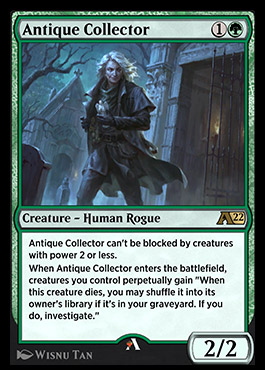 Antique Collector 1
Creature – Human Rogue A22
Antique Collector can't be blocked by creatures
with power 2 or less.
When Antique Collector enters the battlefield,
creatures you control perpetually gain "When
this creature dies, you may shuffle it into its
owner's library if it's in your graveyard. If you
do, investigate."
Wisnu Tan
2/2